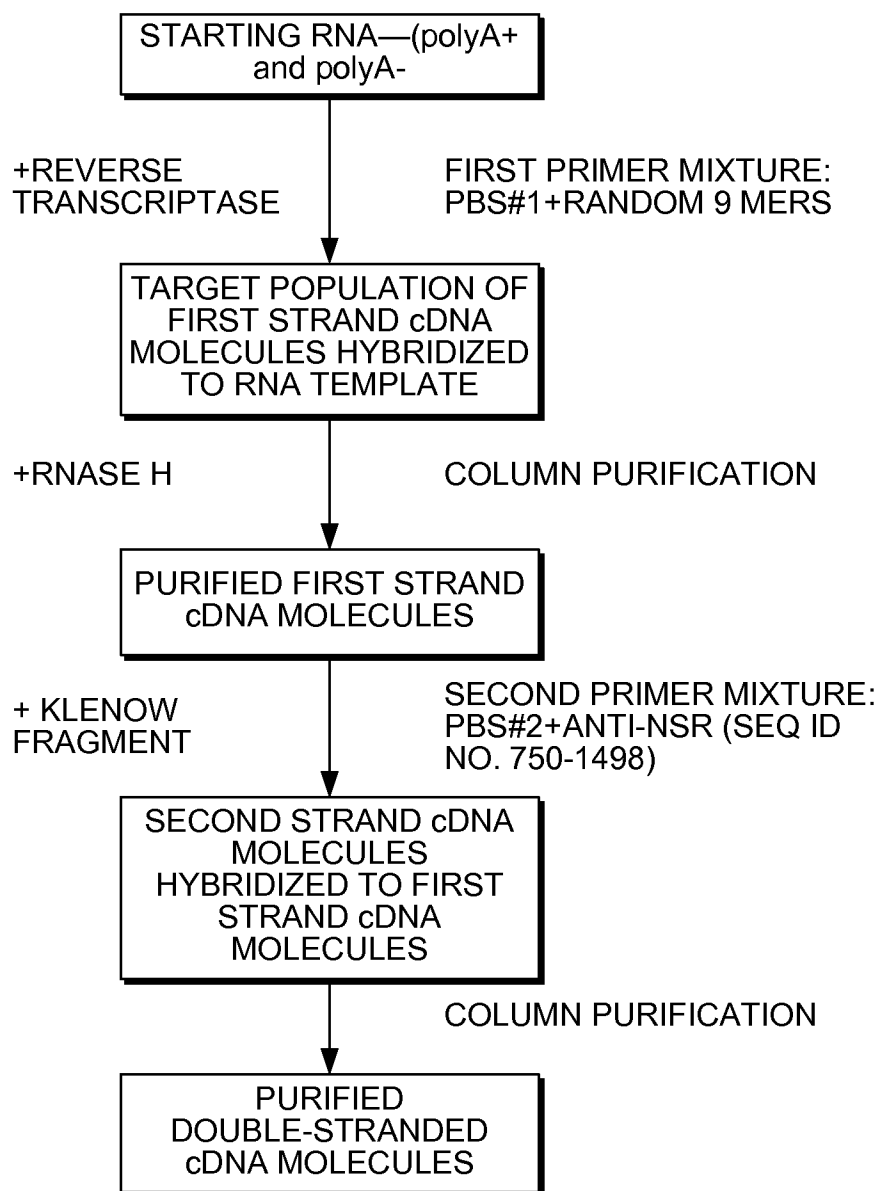 STARTING RNA—(polyA+
and polyA-
+REVERSE
TRANSCRIPTASE
FIRST PRIMER MIXTURE:
PBS#1+RANDOM 9 MERS
TARGET POPULATION OF
FIRST STRAND cDNA
MOLECULES HYBRIDIZED
TO RNA TEMPLATE
+RNASE H
COLUMN PURIFICATION
PURIFIED FIRST STRAND
cDNA MOLECULES
+ KLENOW
FRAGMENT
SECOND PRIMER MIXTURE:
PBS#2+ANTI-NSR (SEQ ID
NO. 750-1498)
SECOND STRAND cDNA
MOLECULES
HYBRIDIZED TO FIRST
STRAND cDNA
MOLECULES
COLUMN PURIFICATION
PURIFIED
DOUBLE-STRANDED
cDNA MOLECULES